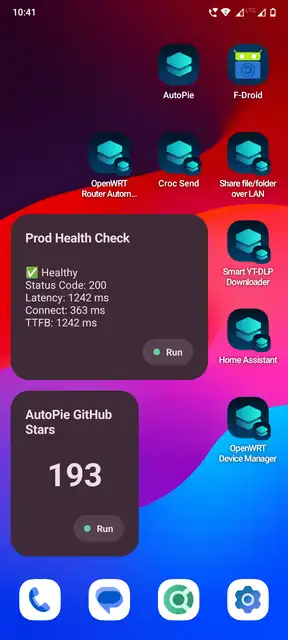 10:41
LTE
AutoPie
F-Droid
OpenWRT
Router Autom...
Croc Send
Share file/folder
over LAN
Prod Health Check
✅ Healthy
Status Code: 200
Latency: 1242 ms
Connect: 363 ms
TTFB: 1242 ms
Run
Smart YT-DLP
Downloader
Home Assistant
AutoPie GitHub
Stars
193
Run
OpenWRT
Device Manager